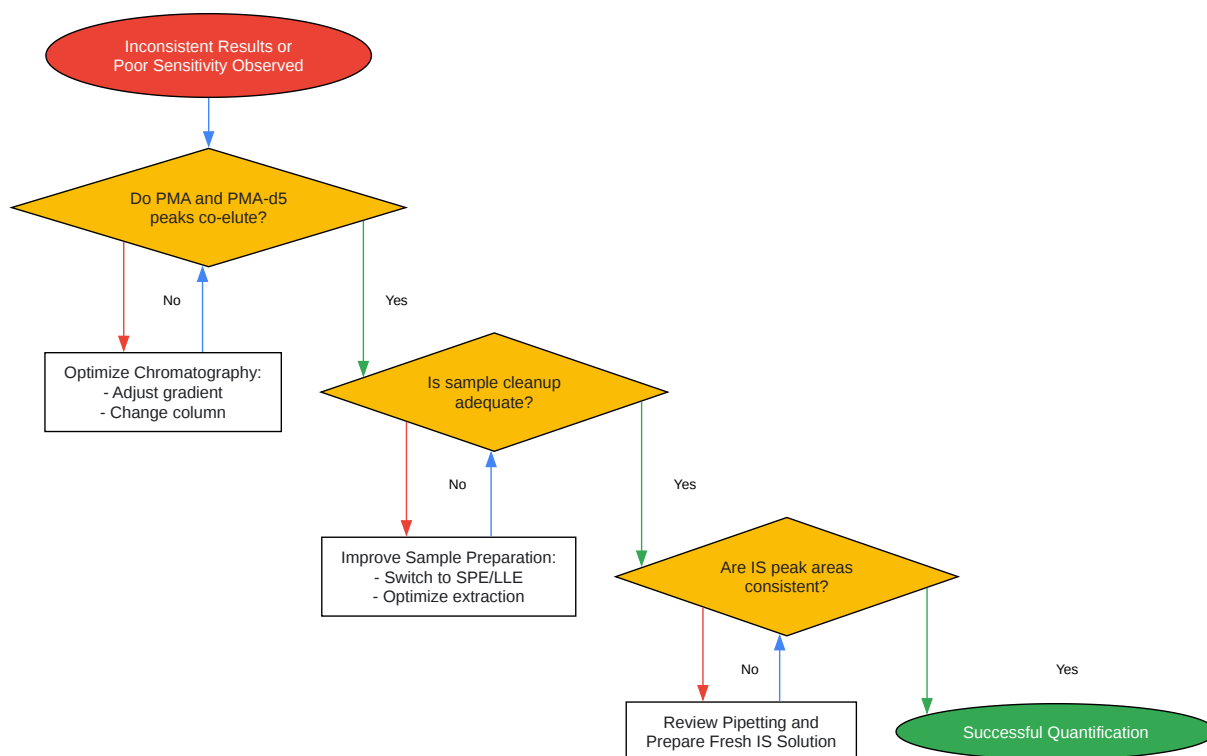 Inconsistent Results or
Poor Sensitivity Observed
Do PMA and PMA-d5
peaks co-elute?
No
Yes
Optimize Chromatography:
- Adjust gradient
- Change column
Is sample cleanup
adequate?
No
Yes
Improve Sample Preparation:
- Switch to SPE/LLE
- Optimize extraction
Are IS peak areas
consistent?
No
Yes
Review Pipetting and
Prepare Fresh IS Solution
Successful Quantification